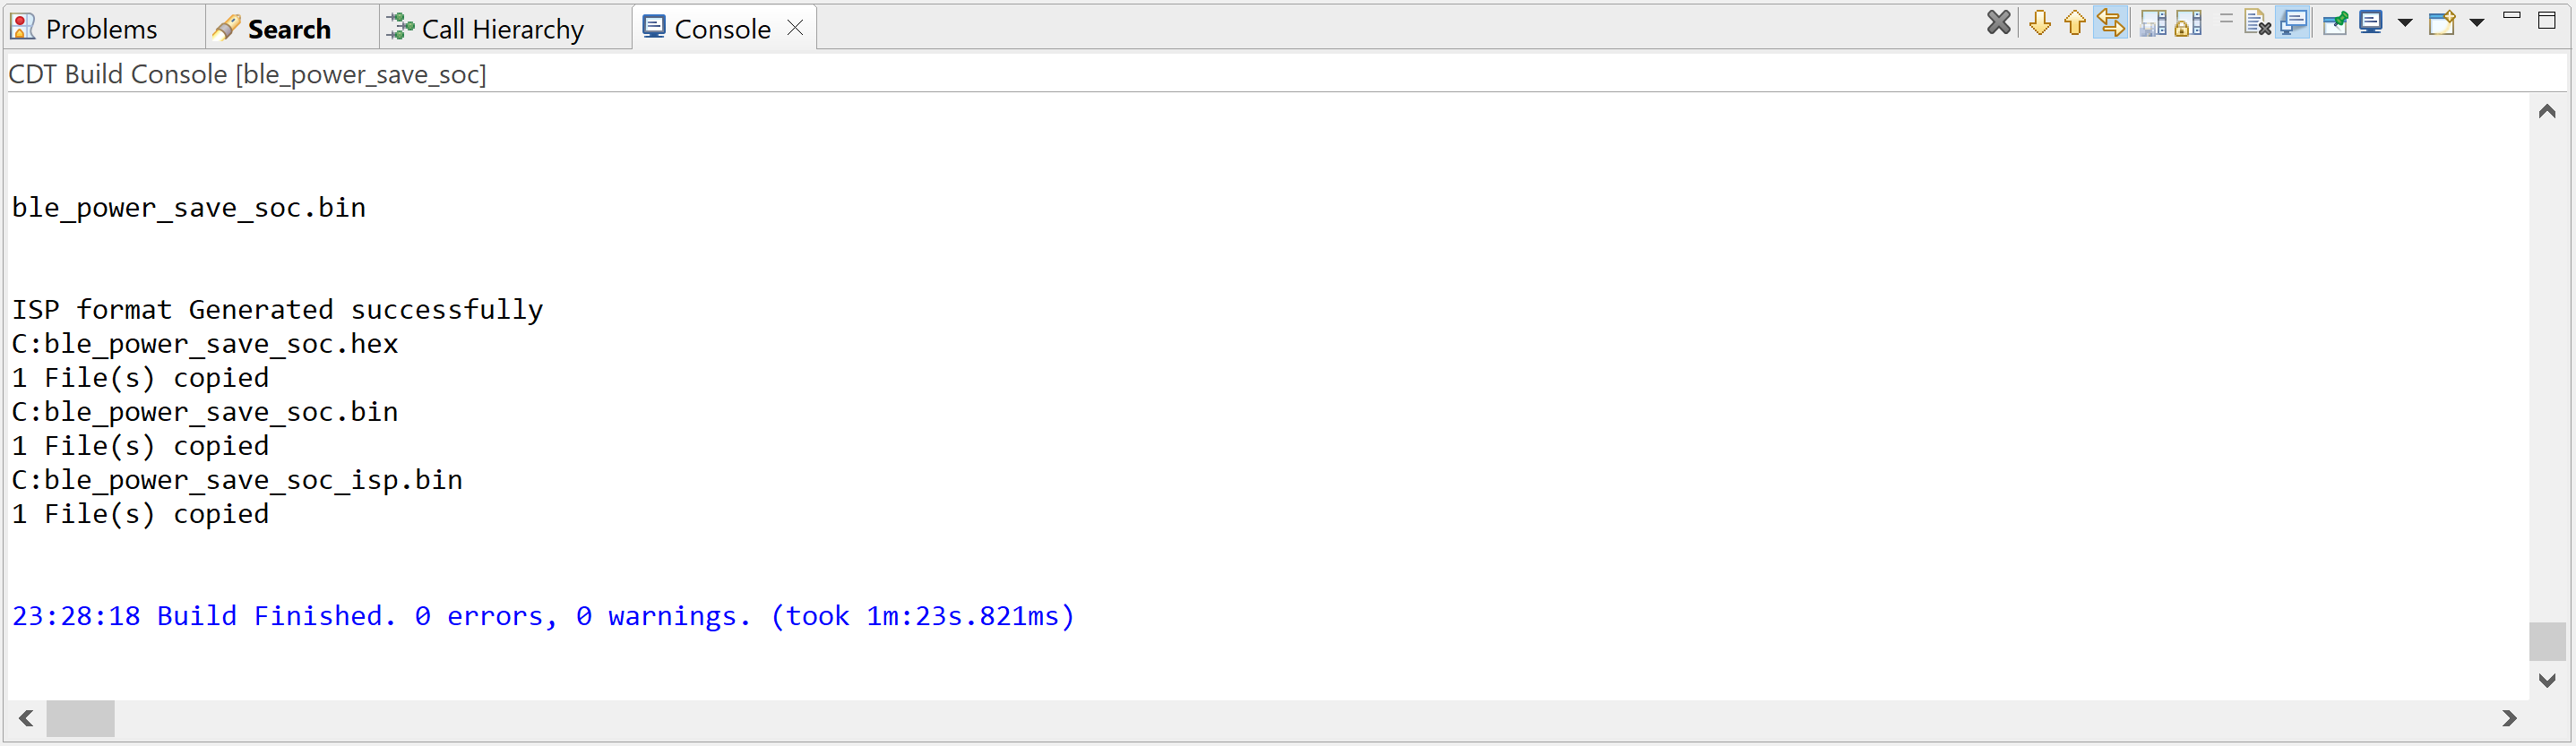 Problems Search Call Hierarchy Console
CDT Build Console [ble_power_save_soc]
ble_power_save_soc.bin
ISP format Generated successfully
C:ble_power_save_soc.hex
1 File(s) copied
C:ble_power_save_soc.bin
1 File(s) copied
C:ble_power_save_soc_isp.bin
1 File(s) copied
23:28:18 Build Finished. 0 errors, 0 warnings. (took 1m:23s.821ms)